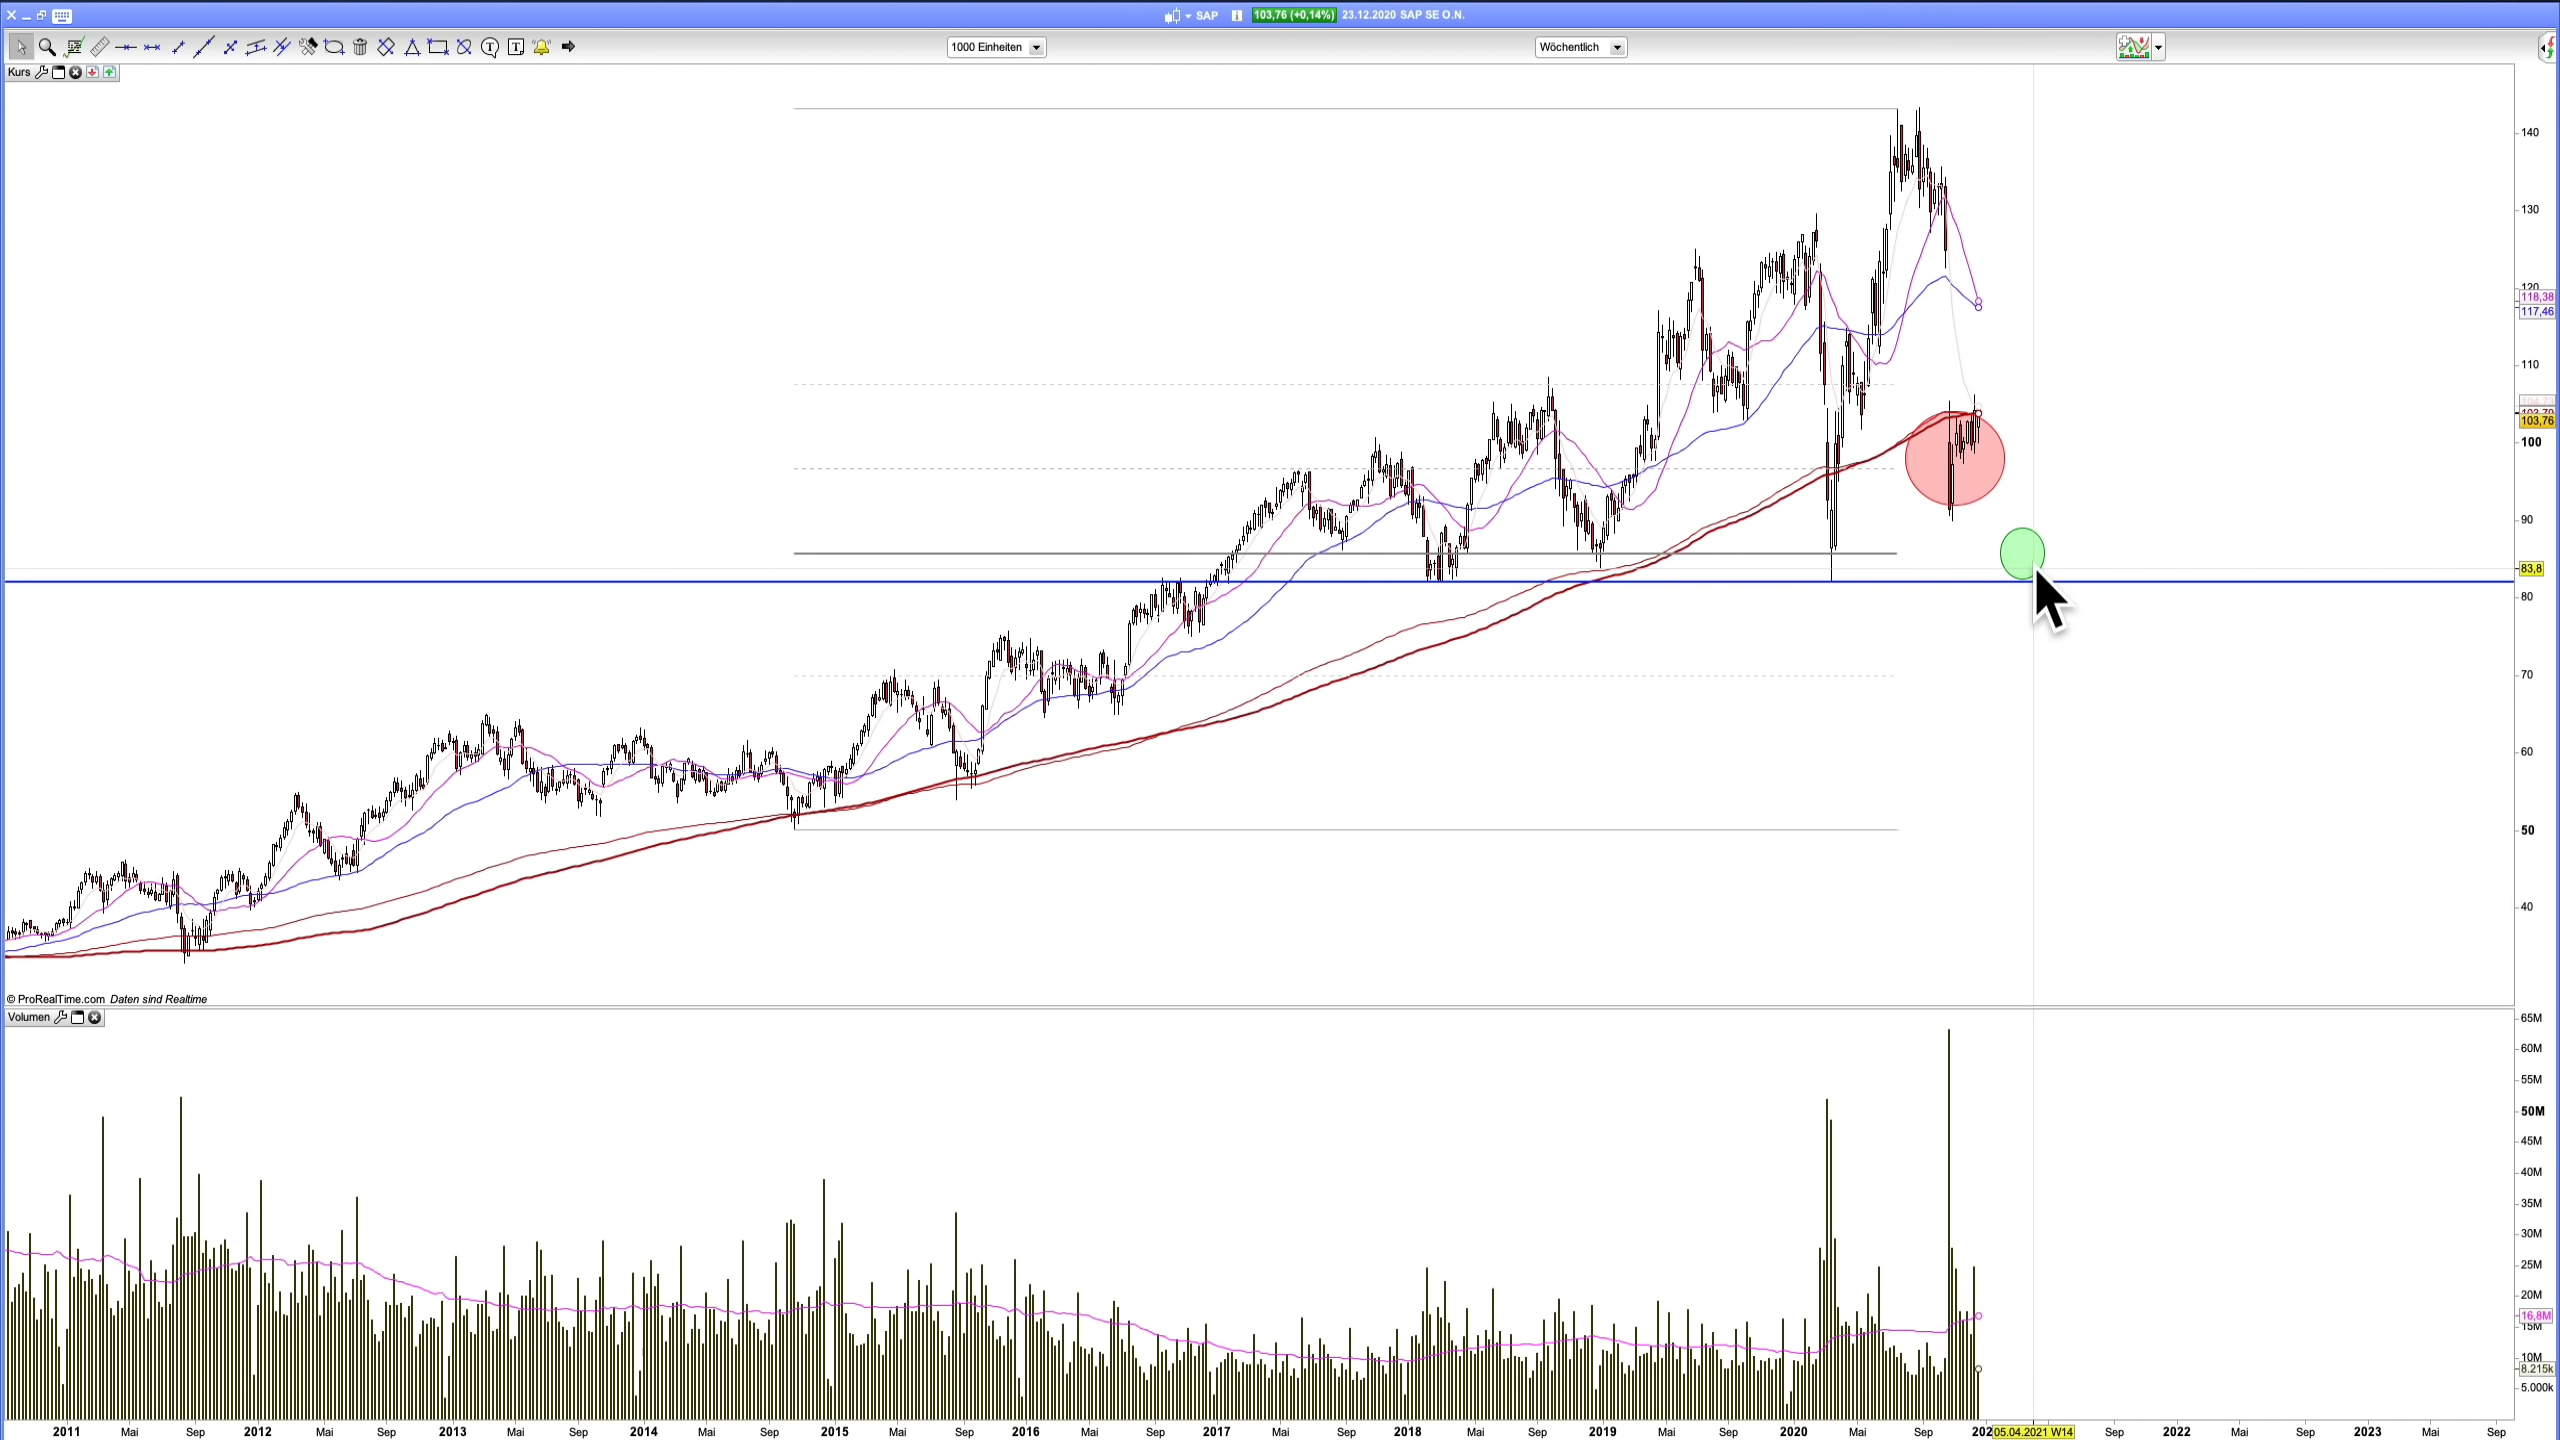 SAP 103,76 (+0,14%) 23.12.2020 SAP SE O.N.
1000 Einheiten
Wöchentlich
Kurs
140
130
120
118,38
117,46
110
103,76
100
90
83,8
80
70
60
50
40
© ProRealTime.com Daten sind Realtime
Volumen
65M
60M
55M
50M
45M
40M
35M
30M
25M
20M
16,8M
15M
10M
8.215k
5.000k
2011 Mai Sep 2012 Mai Sep 2013 Mai Sep 2014 Mai Sep 2015 Mai Sep 2016 Mai Sep 2017 Mai Sep 2018 Mai Sep 2019 Mai Sep 2020 Mai Sep 202 05.04.2021 W14 Sep 2022 Mai Sep 2023 Mai Sep